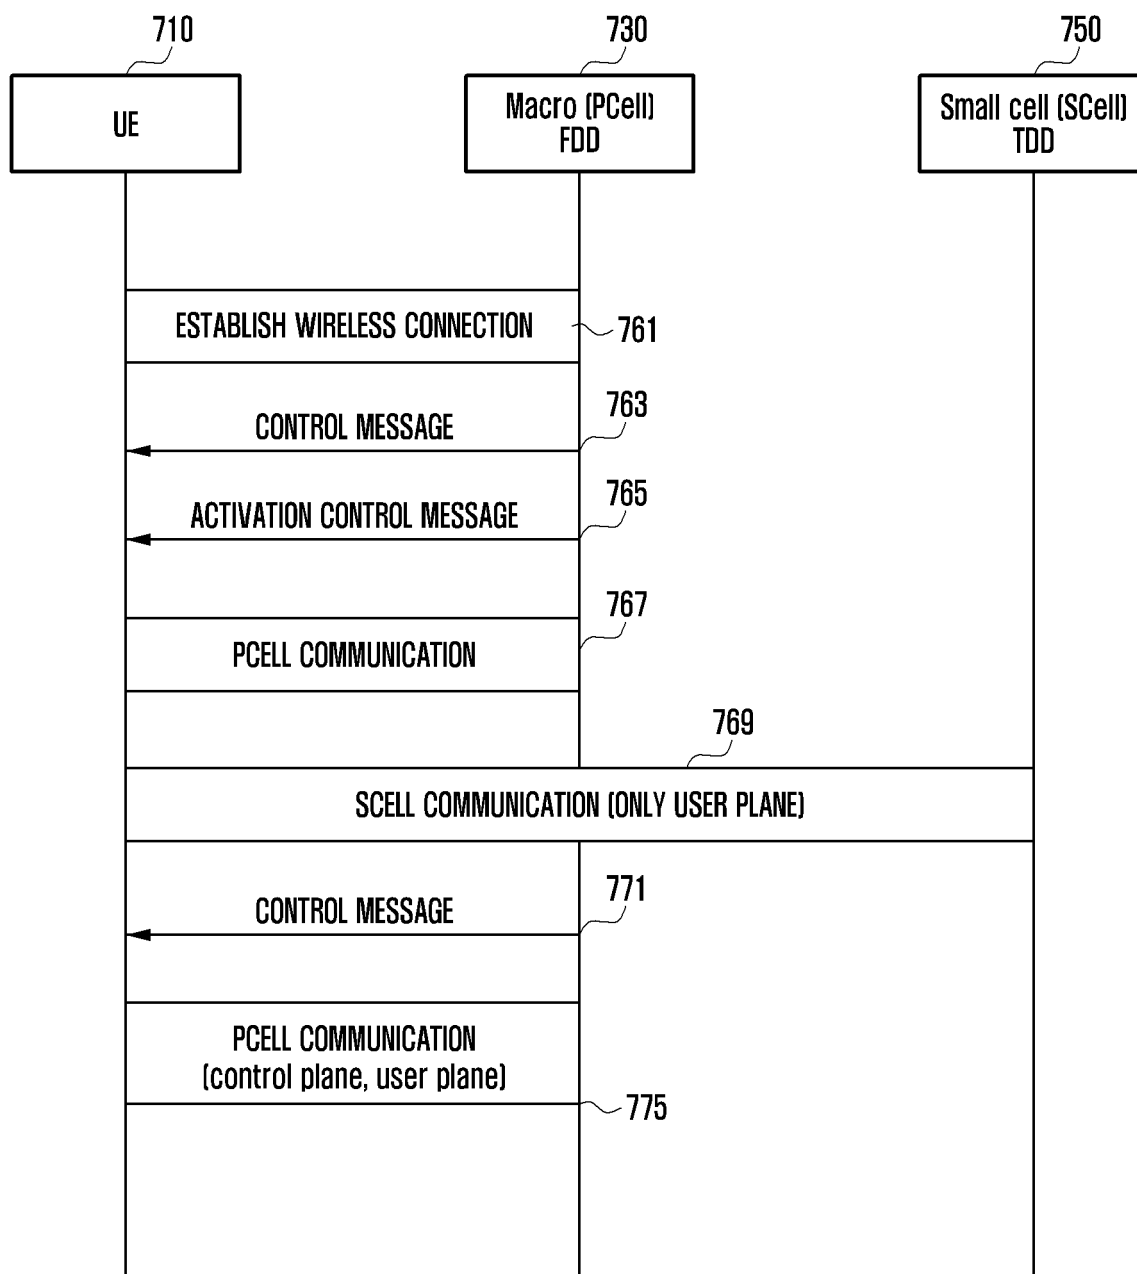 710
730
750
UE
Macro (PCell)
FDD
Small cell (SCell)
TDD
ESTABLISH WIRELESS CONNECTION
761
763
CONTROL MESSAGE
765
ACTIVATION CONTROL MESSAGE
767
PCELL COMMUNICATION
769
SCELL COMMUNICATION (ONLY USER PLANE)
771
CONTROL MESSAGE
PCELL COMMUNICATION
(control plane, user plane)
775